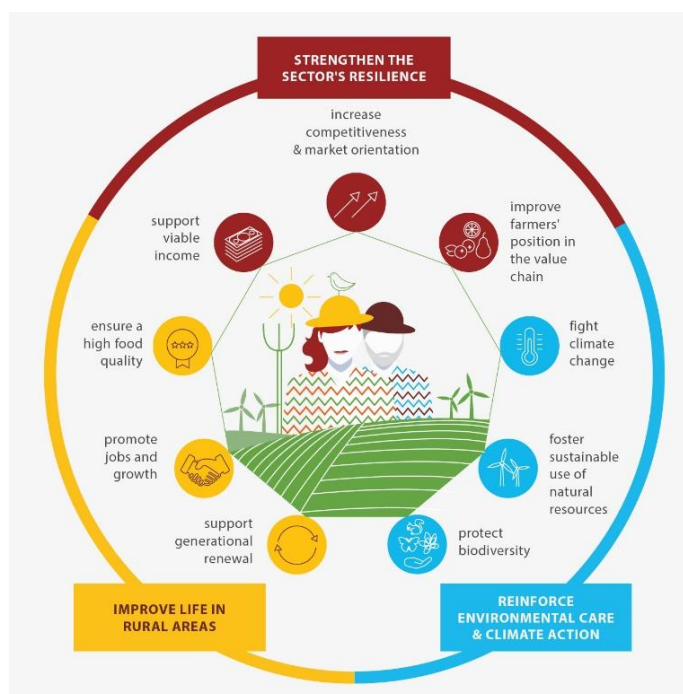 STRENGTHEN THE
SECTOR'S RESILIENCE
increase
competitiveness
& market orientation
support
viable
income
improve
farmers'
position in
the value
chain
ensure a
high food
quality
fight
climate
change
promote
jobs and
growth
foster
sustainable
use of
natural
resources
support
generational
renewal
protect
biodiversity
IMPROVE LIFE IN
RURAL AREAS
REINFORCE
ENVIRONMENTAL CARE
& CLIMATE ACTION